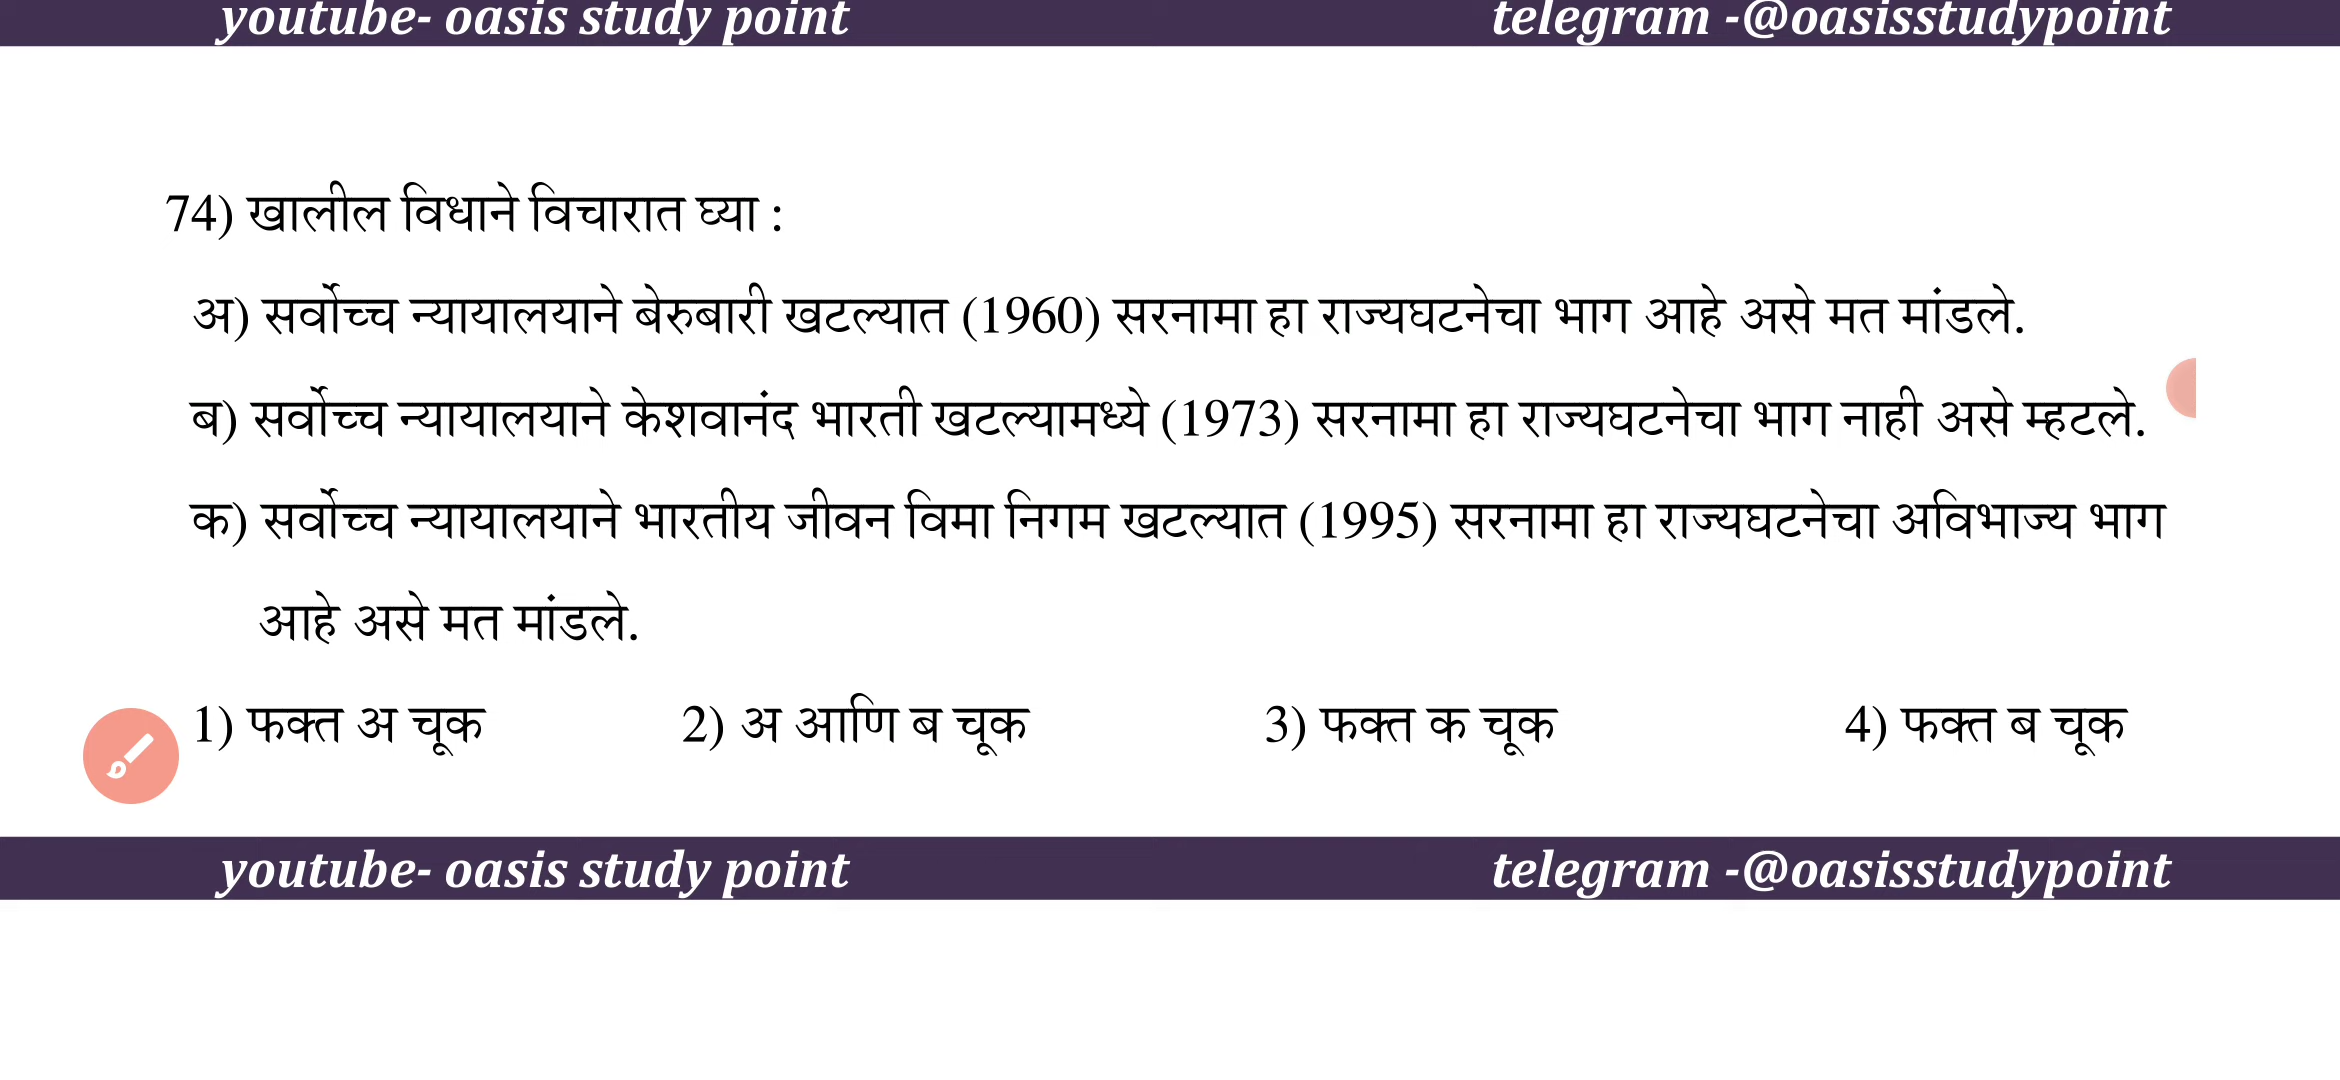 youtube- oasis study point telegram -@oasisstudypoint
74) खालील विधाने विचारात घ्या :
अ) सर्वोच्च न्यायालयाने बेरुबारी खटल्यात (1960) सरनामा हा राज्यघटनेचा भाग आहे असे मत मांडले.
ब) सर्वोच्च न्यायालयाने केशवानंद भारती खटल्यामध्ये (1973) सरनामा हा राज्यघटनेचा भाग नाही असे म्हटले.
क) सर्वोच्च न्यायालयाने भारतीय जीवन विमा निगम खटल्यात (1995) सरनामा हा राज्यघटनेचा अविभाज्य भाग
आहे असे मत मांडले.
1) फक्त अ चूक 2) अ आणि ब चूक 3) फक्त क चूक 4) फक्त ब चूक
youtube- oasis study point telegram -@oasisstudypoint